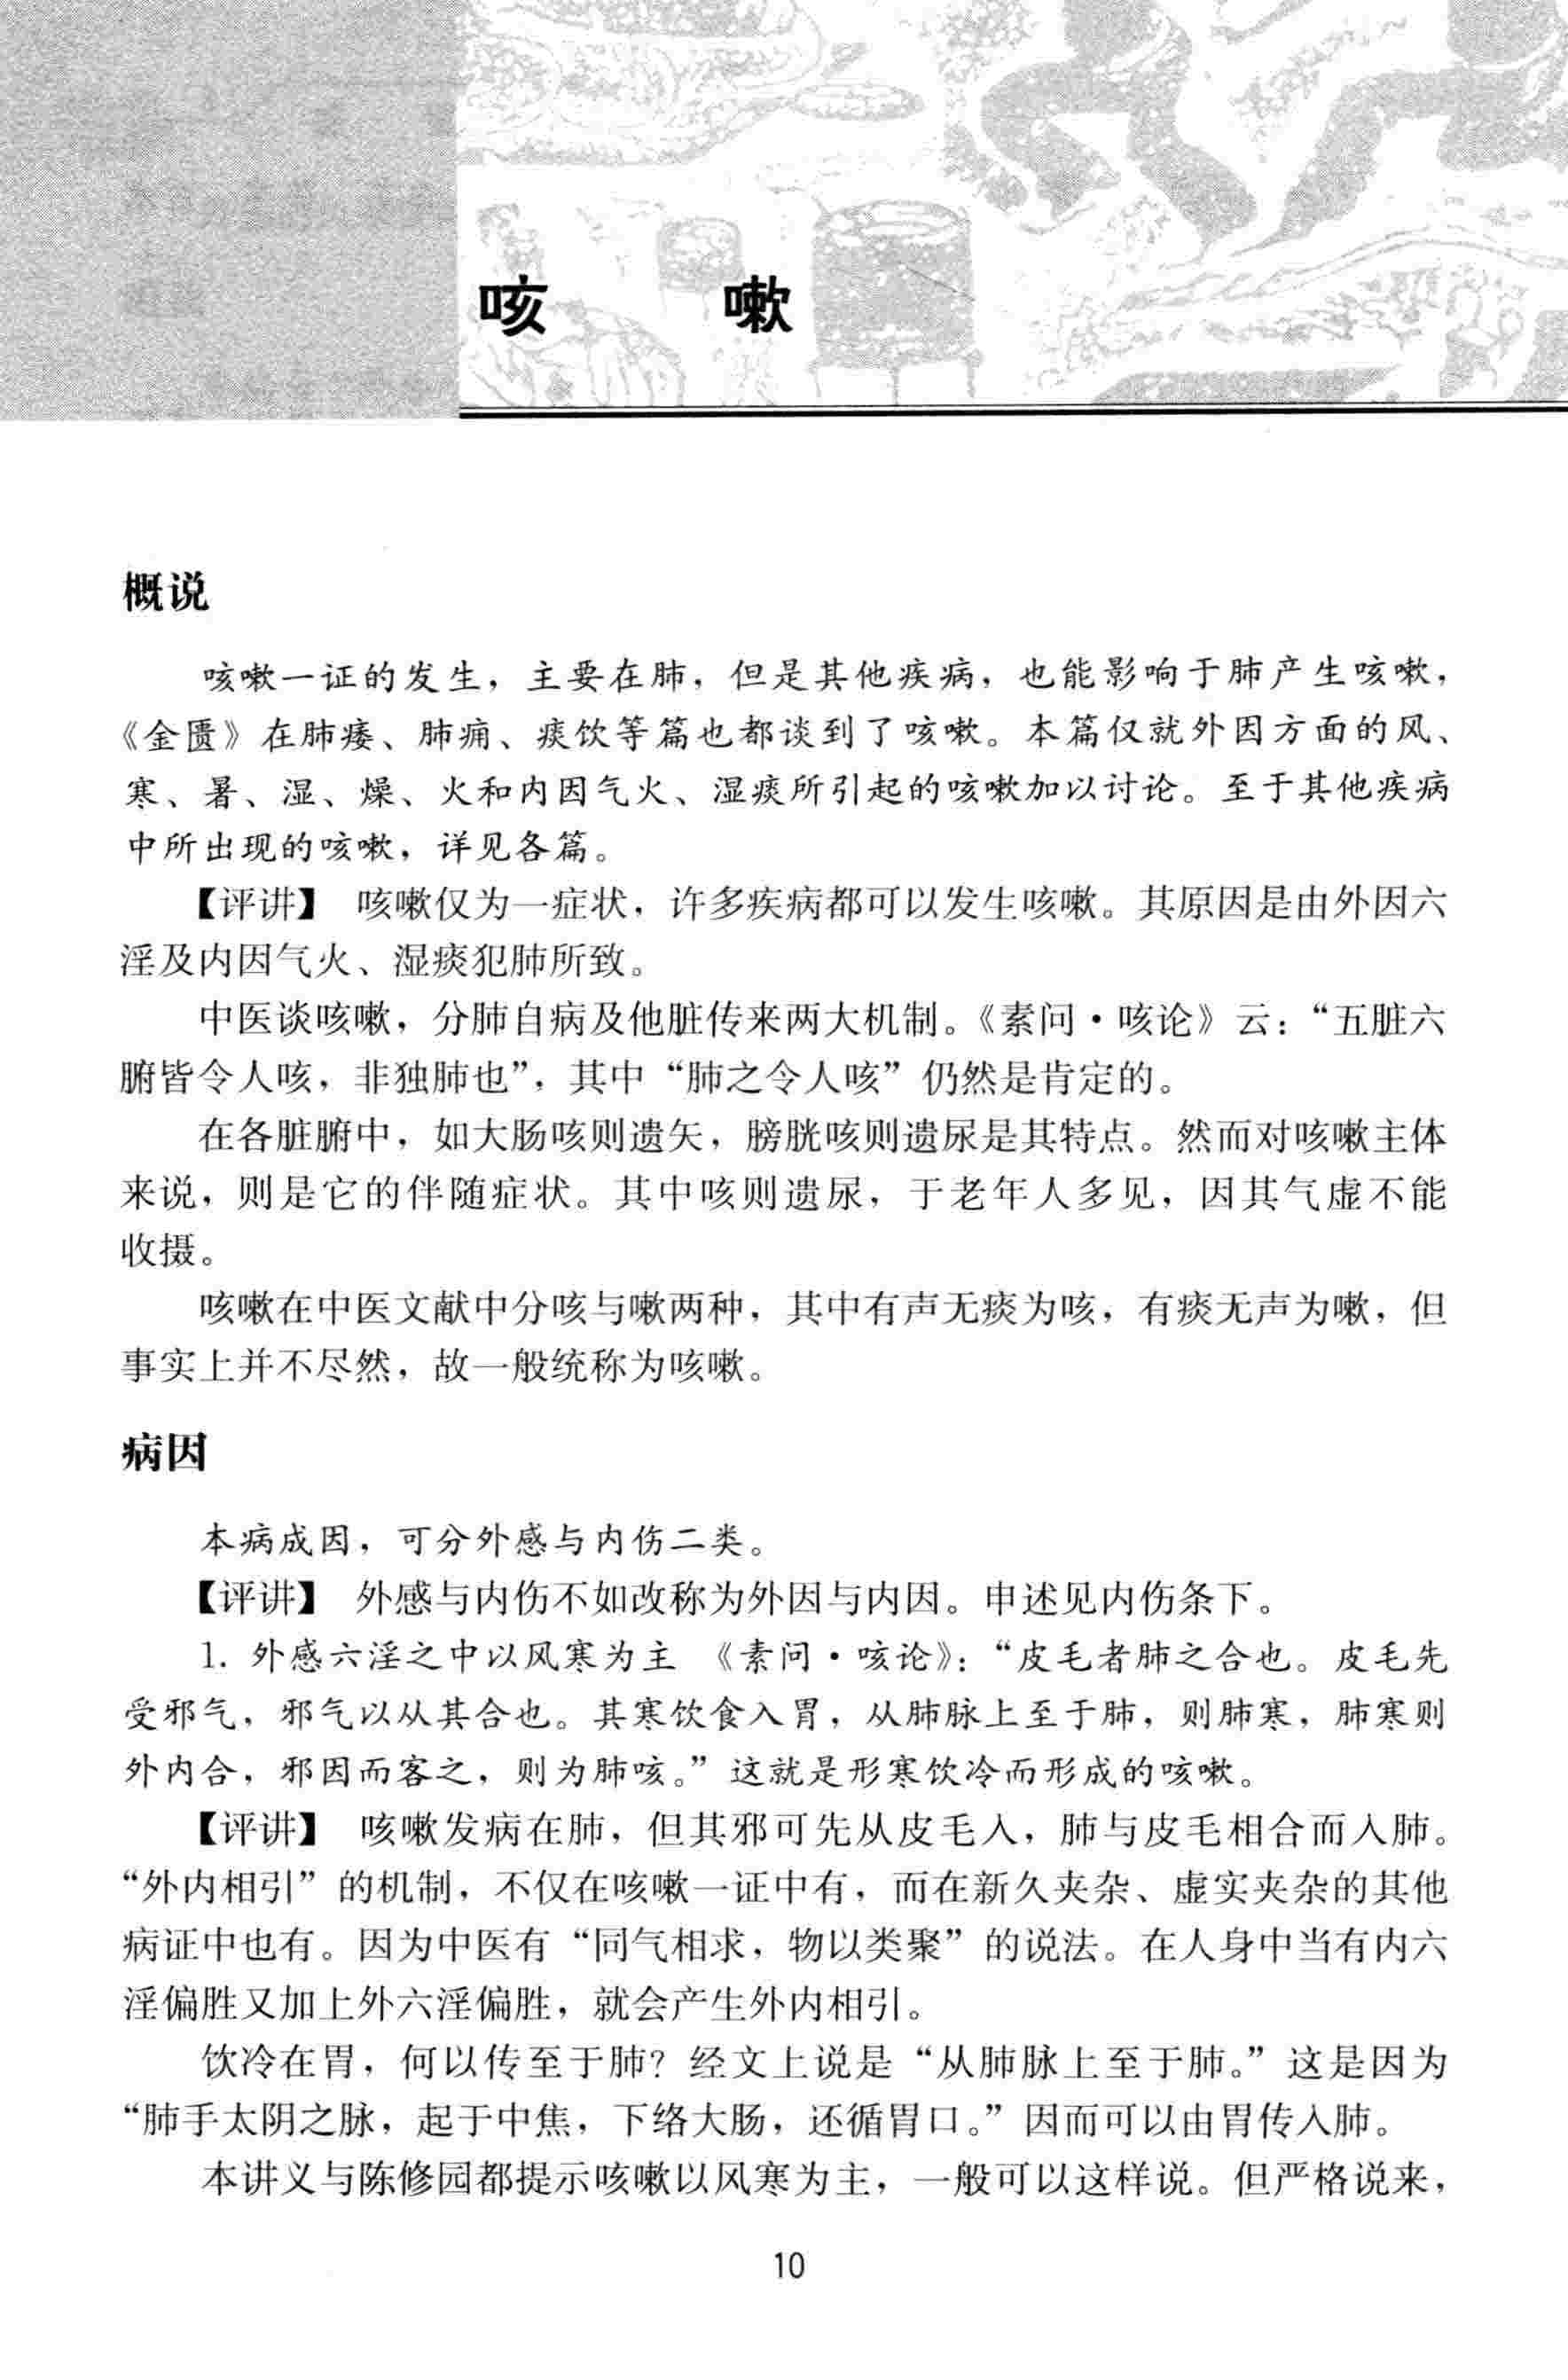 咳　　嗽
概说
咳嗽一证的发生，主要在肺，但是其他疾病，也能影响于肺产生咳嗽，
《金匮》在肺痿、肺痈、痰饮等篇也都谈到了咳嗽。本篇仅就外因方面的风、
寒、暑、湿、燥、火和内因气火、湿痰所引起的咳嗽加以讨论。至于其他疾病
中所出现的咳嗽，详见各篇。
【评讲】　咳嗽仅为一症状，许多疾病都可以发生咳嗽。其原因是由外因六
淫及内因气火、湿痰犯肺所致。
中医谈咳嗽，分肺自病及他脏传来两大机制。《素问·咳论》云：“五脏六
腑皆令人咳，非独肺也”，其中“肺之令人咳”仍然是肯定的。
在各脏腑中，如大肠咳则遗矢，膀胱咳则遗尿是其特点。然而对咳嗽主体
来说，则是它的伴随症状。其中咳则遗尿，于老年人多见，因其气虚不能
收摄。
咳嗽在中医文献中分咳与嗽两种，其中有声无痰为咳，有痰无声为嗽，但
事实上并不尽然，故一般统称为咳嗽。
病因
本病成因，可分外感与内伤二类。
【评讲】　外感与内伤不如改称为外因与内因。申述见内伤条下。
1. 外感六淫之中以风寒为主　《素问·咳论》：“皮毛者肺之合也。皮毛先
受邪气，邪气以从其合也。其寒饮食入胃，从肺脉上至于肺，则肺寒，肺寒则
外内合，邪因而客之，则为肺咳。”这就是形寒饮冷而形成的咳嗽。
【评讲】　咳嗽发病在肺，但其邪可先从皮毛入，肺与皮毛相合而入肺。
“外内相引”的机制，不仅在咳嗽一证中有，而在新久夹杂、虚实夹杂的其他
病证中也有。因为中医有“同气相求，物以类聚”的说法。在人身中当有内六
淫偏胜又加上外六淫偏胜，就会产生外内相引。
饮冷在胃，何以传至于肺？经文上说是“从肺脉上至于肺。”这是因为
“肺手太阴之脉，起于中焦，下络大肠，还循胃口。”因而可以由胃传入肺。
本讲义与陈修园都提示咳嗽以风寒为主，一般可以这样说。但严格说来，
10